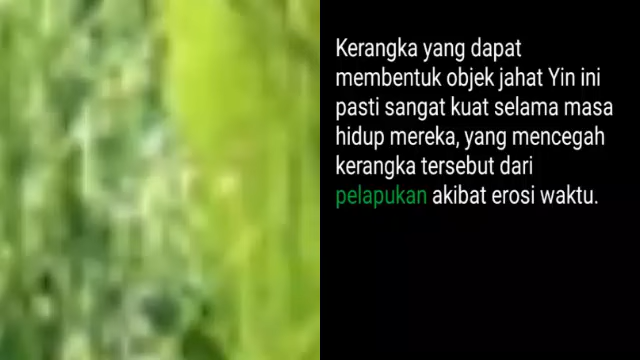 Kerangka yang dapat
membentuk objek jahat Yin ini
pasti sangat kuat selama masa
hidup mereka, yang mencegah
kerangka tersebut dari
pelapukan akibat erosi waktu.